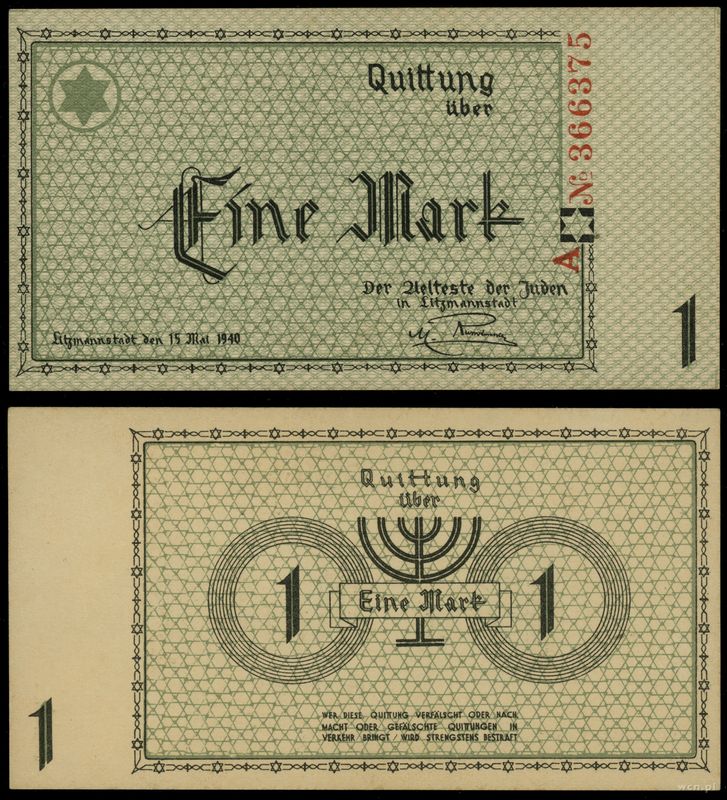 Quittung
über
Eine Mark
Der Aelteste der Juden
in Litzmannstadt
Litzmannstadt den 15 Mai 1940
A № 366375
1
Quittung
über
1 Eine Mark 1
WER DIESE QUITTUNG VERFÄLSCHT ODER NACH
MACHT ODER GEFÄLSCHTE QUITTUNGEN IN
VERKEHR BRINGT / WIRD STRENGSTENS BESTRAFT
1
wcn.pl